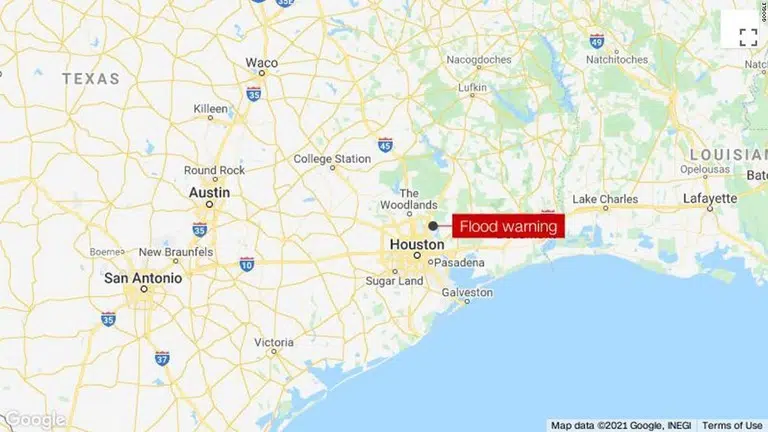 GOOGLE
35E
Waco
Nacogdoches
49
Natchitoches
TEXAS
Lufkin
35
Killeen
45
LOUISIAN
College Station
Opelousas
Round Rock
The
Woodlands
Bat
Austin
Lake Charles
Lafayette
Flood warning
35
Houston
Boerne
New Braunfels
10
Pasadena
San Antonio
Sugar Land
Galveston
35
Victoria
37
Google
Map data ©2021 Google, INEGI
Terms of Use